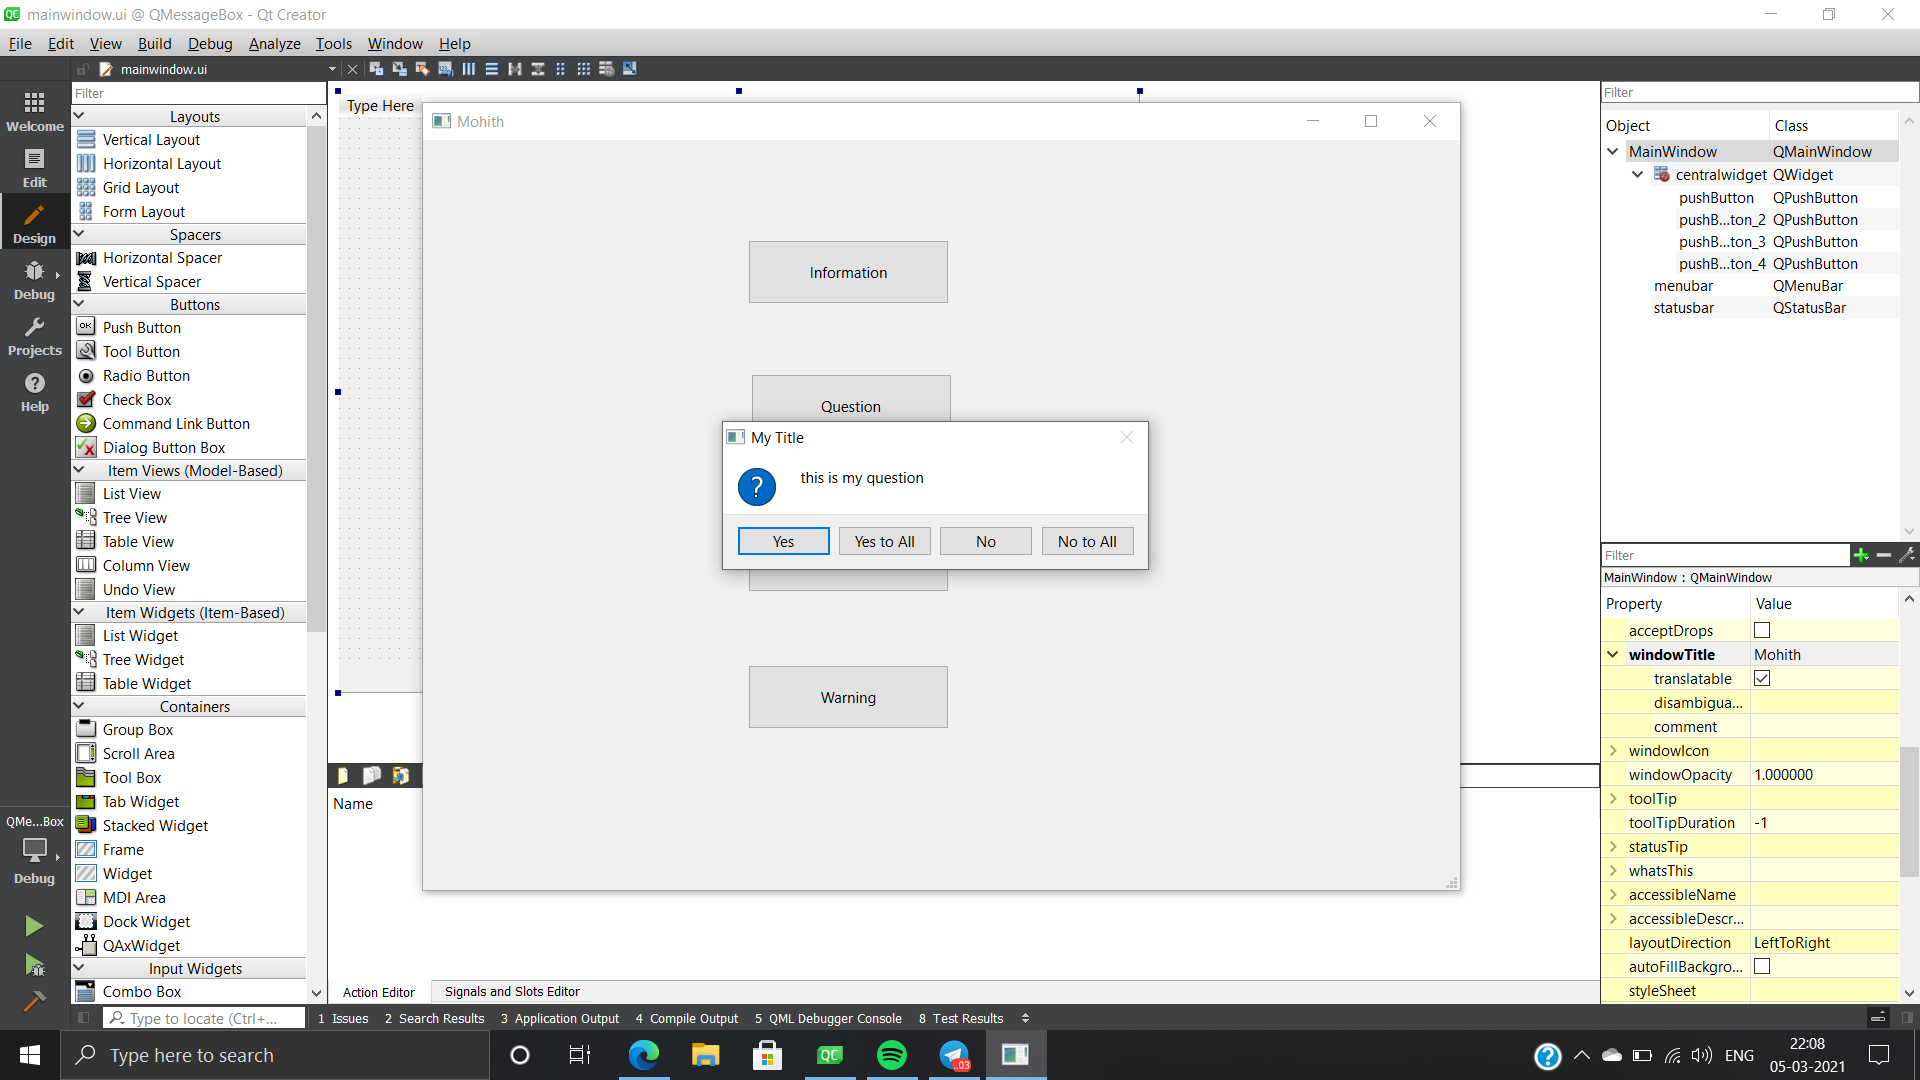 mainwindow.ui @ QMessageBox - Qt Creator
File Edit View Build Debug Analyze Tools Window Help
mainwindow.ui
Welcome
Edit
Design
Debug
Projects
Help
QMe...Box
Debug
Filter
Layouts
Vertical Layout
Horizontal Layout
Grid Layout
Form Layout
Spacers
Horizontal Spacer
Vertical Spacer
Buttons
OK Push Button
Tool Button
Radio Button
Check Box
Command Link Button
Dialog Button Box
Item Views (Model-Based)
List View
Tree View
Table View
Column View
Undo View
Item Widgets (Item-Based)
List Widget
Tree Widget
Table Widget
Containers
Group Box
Scroll Area
Tool Box
Tab Widget
Stacked Widget
Frame
Widget
MDI Area
Dock Widget
QAxWidget
Input Widgets
Combo Box
Type Here
Mohith
Information
Question
My Title
? this is my question
Yes Yes to All No No to All
Warning
Name
Action Editor Signals and Slots Editor
Filter
Object Class
MainWindow QMainWindow
centralwidget QWidget
pushButton QPushButton
pushB...ton_2 QPushButton
pushB...ton_3 QPushButton
pushB...ton_4 QPushButton
menubar QMenuBar
statusbar QStatusBar
Filter
MainWindow : QMainWindow
Property Value
acceptDrops
windowTitle Mohith
translatable
disambigua...
comment
windowIcon
windowOpacity 1.000000
toolTip
toolTipDuration -1
statusTip
whatsThis
accessibleName
accessibleDescr...
layoutDirection LeftToRight
autoFillBackgro...
styleSheet
Type to locate (Ctrl+...
1 Issues 2 Search Results 3 Application Output 4 Compile Output 5 QML Debugger Console 8 Test Results
Type here to search
QC
..03
ENG
22:08
05-03-2021